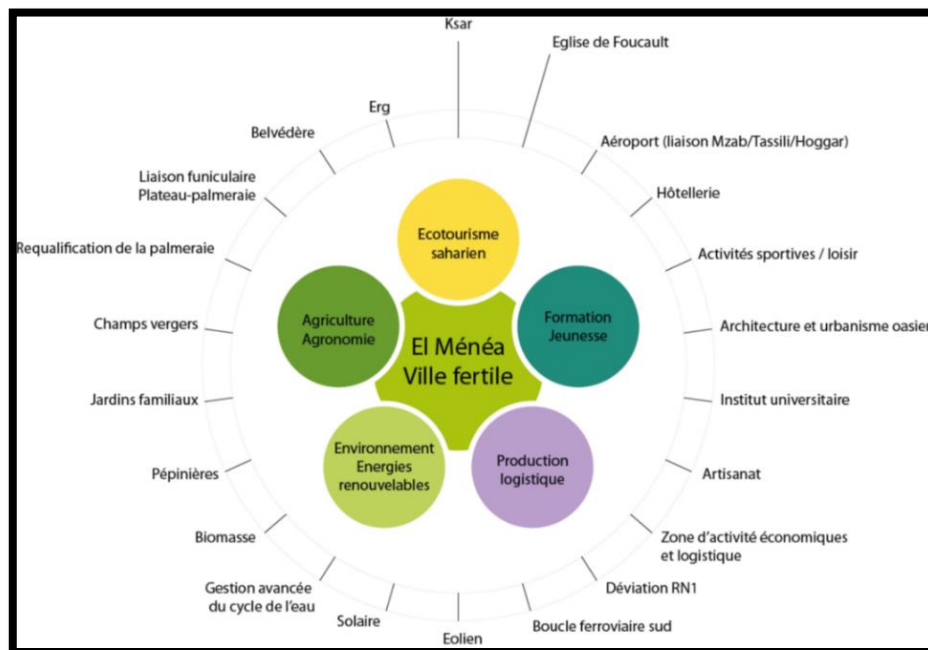 Ksar
Eglise de Foucault
Aéroport (liaison Mzab/Tassili/Hoggar)
Hôtellerie
Activités sportives / loisir
Architecture et urbanisme oasien
Institut universitaire
Artisanat
Zone d'activité économiques
et logistique
Déviation RN1
Boucle ferroviaire sud
Eolien
Solaire
Gestion avancée
du cycle de l'eau
Biomasse
Pépinières
Jardins familiaux
Champs vergers
Requalification de la palmeraie
Liaison funiculaire
Plateau-palmeraie
Belvédère
Erg
Ecotourisme
saharien
Formation
Jeunesse
Production
logistique
Environnement
Energies
renouvelables
Agriculture
Agronomie
El Ménéa
Ville fertile